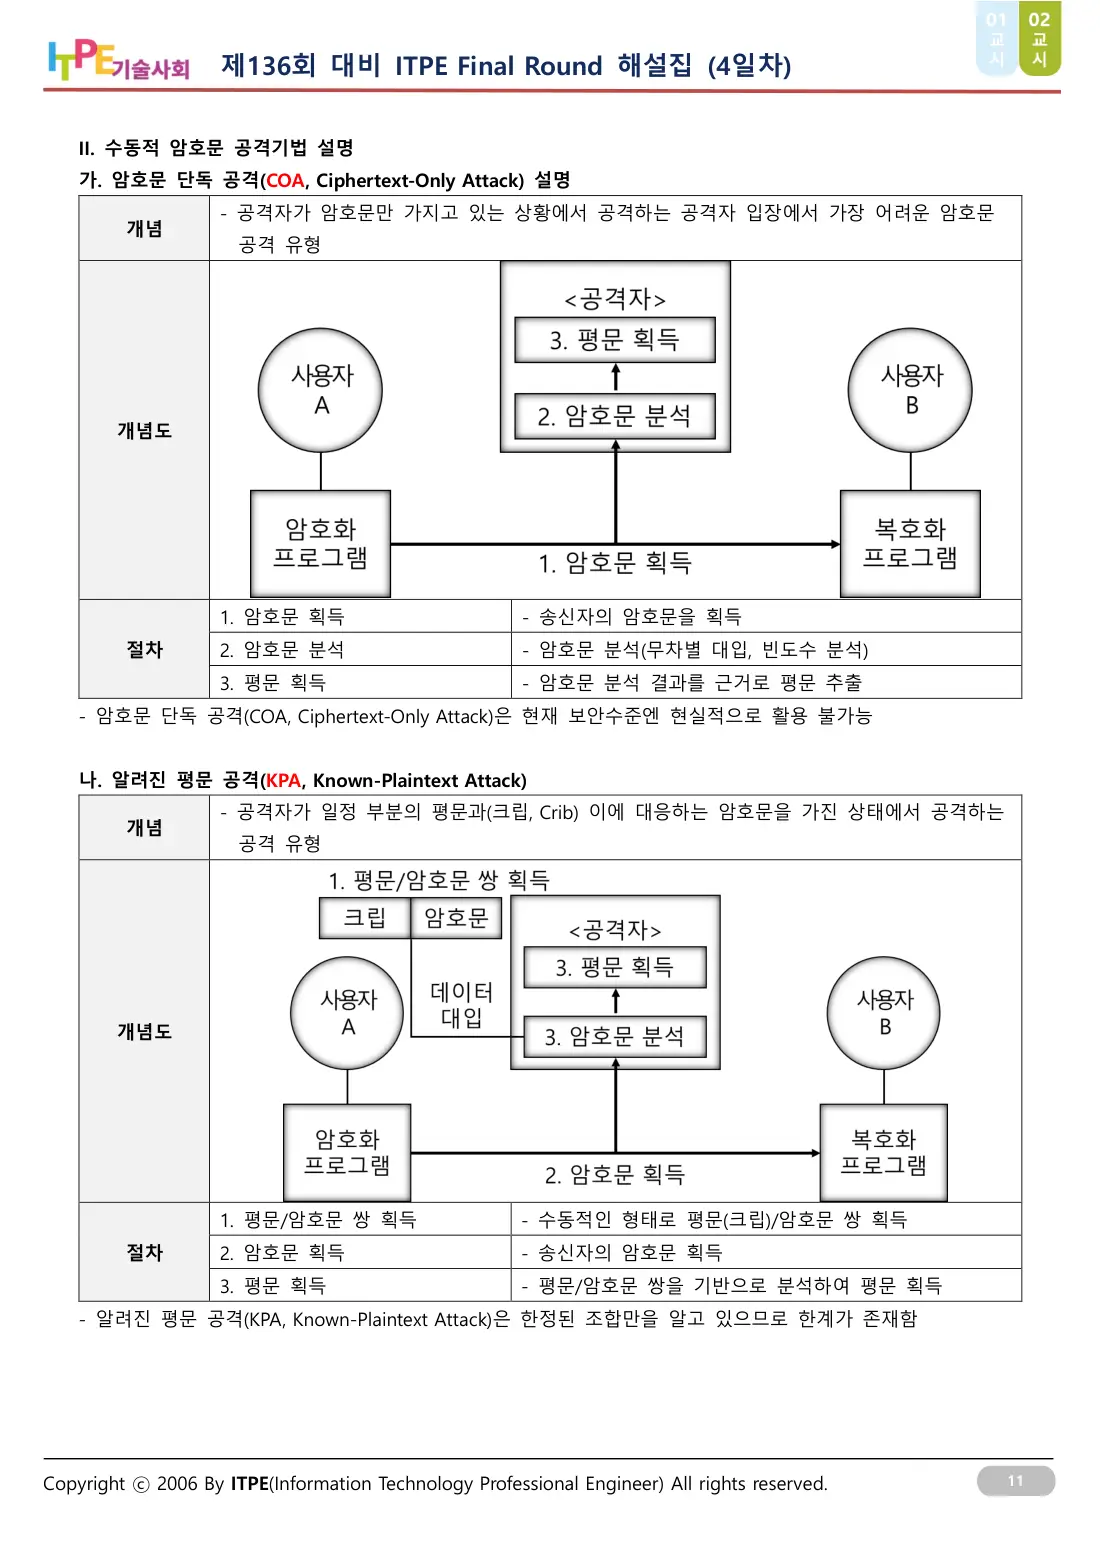 ITPE기술사회 제136회 대비 ITPE Final Round 해설집 (4일차)
01 교 시
02 교 시
II. 수동적 암호문 공격기법 설명
가. 암호문 단독 공격(COA, Ciphertext-Only Attack) 설명
개념
- 공격자가 암호문만 가지고 있는 상황에서 공격하는 공격자 입장에서 가장 어려운 암호문
공격 유형
개념도
<공격자>
3. 평문 획득
2. 암호문 분석
사용자
A
사용자
B
암호화
프로그램
복호화
프로그램
1. 암호문 획득
절차
1. 암호문 획득 - 송신자의 암호문을 획득
2. 암호문 분석 - 암호문 분석(무차별 대입, 빈도수 분석)
3. 평문 획득 - 암호문 분석 결과를 근거로 평문 추출
- 암호문 단독 공격(COA, Ciphertext-Only Attack)은 현재 보안수준엔 현실적으로 활용 불가능
나. 알려진 평문 공격(KPA, Known-Plaintext Attack)
개념
- 공격자가 일정 부분의 평문과(크립, Crib) 이에 대응하는 암호문을 가진 상태에서 공격하는
공격 유형
개념도
1. 평문/암호문 쌍 획득
크립 암호문
<공격자>
3. 평문 획득
3. 암호문 분석
데이터
대입
사용자
A
사용자
B
암호화
프로그램
복호화
프로그램
2. 암호문 획득
절차
1. 평문/암호문 쌍 획득 - 수동적인 형태로 평문(크립)/암호문 쌍 획득
2. 암호문 획득 - 송신자의 암호문 획득
3. 평문 획득 - 평문/암호문 쌍을 기반으로 분석하여 평문 획득
- 알려진 평문 공격(KPA, Known-Plaintext Attack)은 한정된 조합만을 알고 있으므로 한계가 존재함
Copyright ⓒ 2006 By ITPE(Information Technology Professional Engineer) All rights reserved.
11